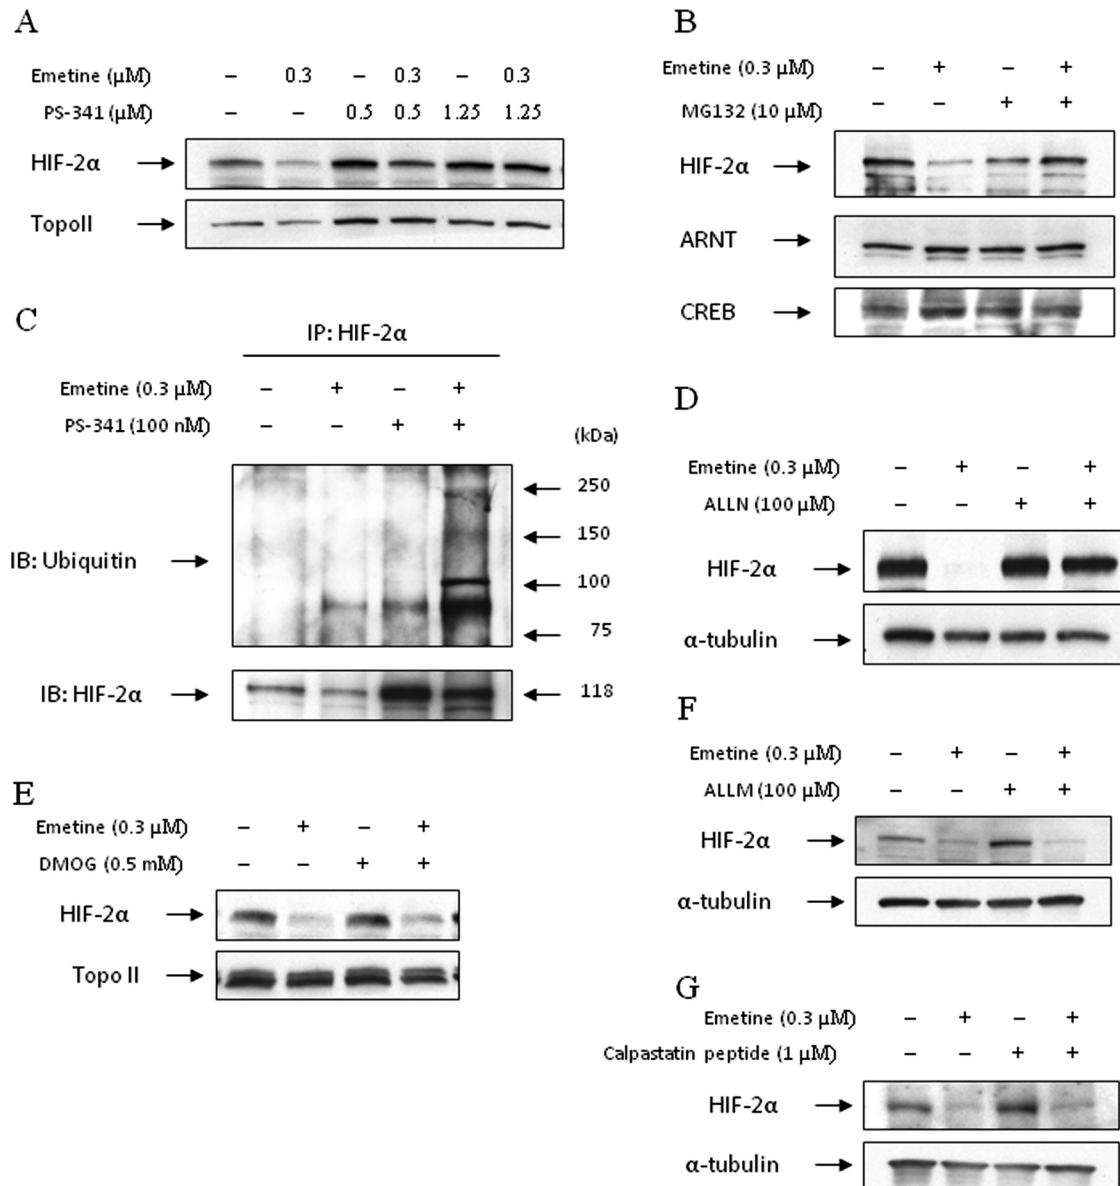 A
Emetine (µM) – 0.3 – 0.3 – 0.3
PS-341 (µM) – – 0.5 0.5 1.25 1.25
HIF-2α
TopoII
B
Emetine (0.3 µM) – + – +
MG132 (10 µM) – – + +
HIF-2α
ARNT
CREB
C
IP: HIF-2α
Emetine (0.3 µM) – + – +
PS-341 (100 nM) – – + +
(kDa)
250
150
IB: Ubiquitin
100
75
IB: HIF-2α
118
D
Emetine (0.3 µM) – + – +
ALLN (100 µM) – – + +
HIF-2α
α-tubulin
E
Emetine (0.3 µM) – + – +
DMOG (0.5 mM) – – + +
HIF-2α
Topo II
F
Emetine (0.3 µM) – + – +
ALLM (100 µM) – – + +
HIF-2α
α-tubulin
G
Emetine (0.3 µM) – + – +
Calpastatin peptide (1 µM) – – + +
HIF-2α
α-tubulin